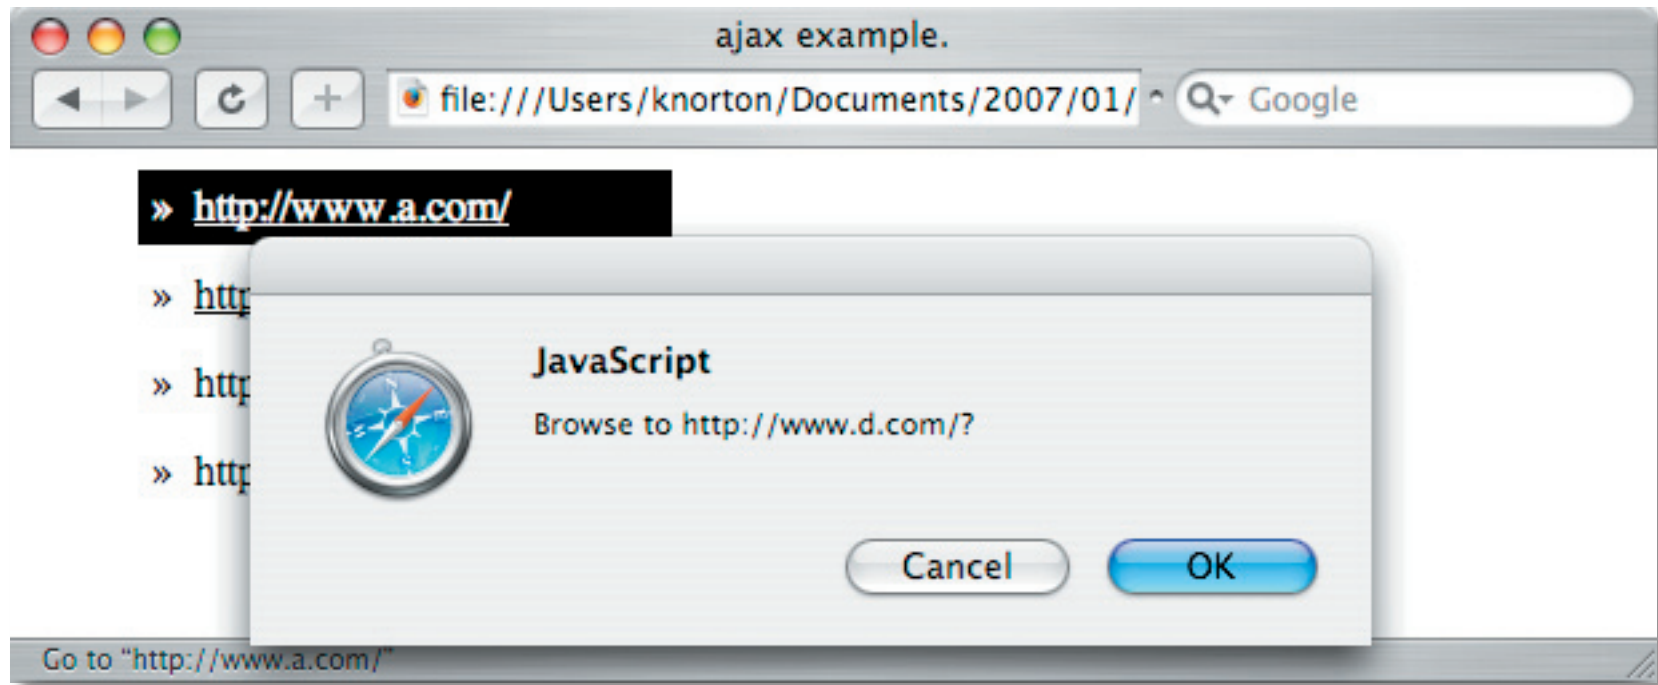 ajax example.
file:///Users/knorton/Documents/2007/01/
Google
» http://www.a.com/
» http
» http
» http
JavaScript
Browse to http://www.d.com/?
Cancel
OK
Go to "http://www.a.com/"